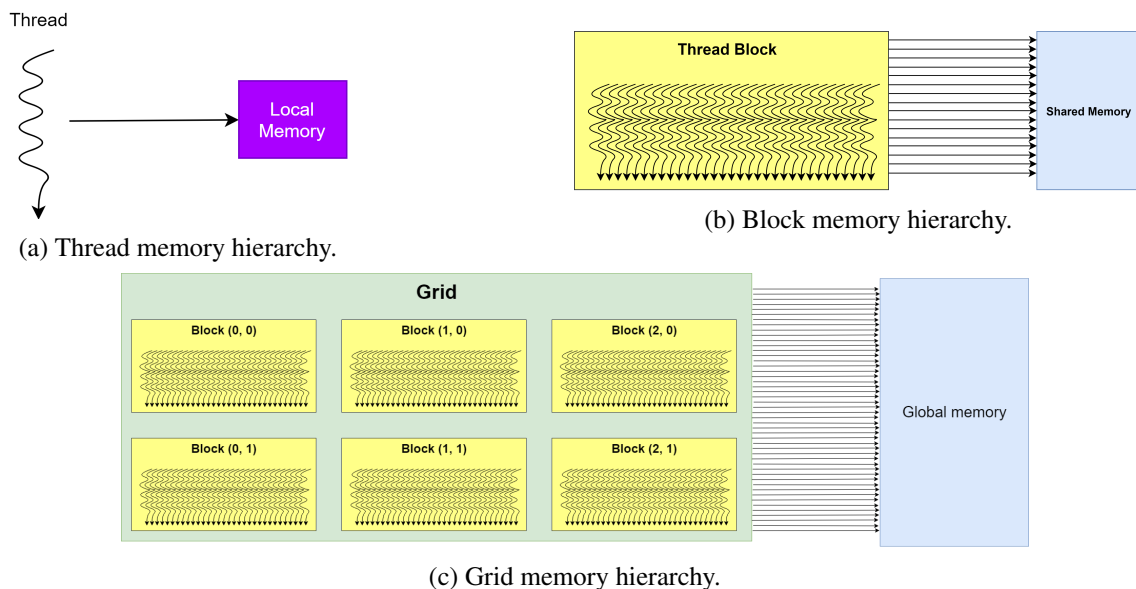 Thread
Local
Memory
(a) Thread memory hierarchy.
Thread Block
Shared Memory
(b) Block memory hierarchy.
Grid
Block (0, 0)
Block (1, 0)
Block (2, 0)
Block (0, 1)
Block (1, 1)
Block (2, 1)
Global memory
(c) Grid memory hierarchy.